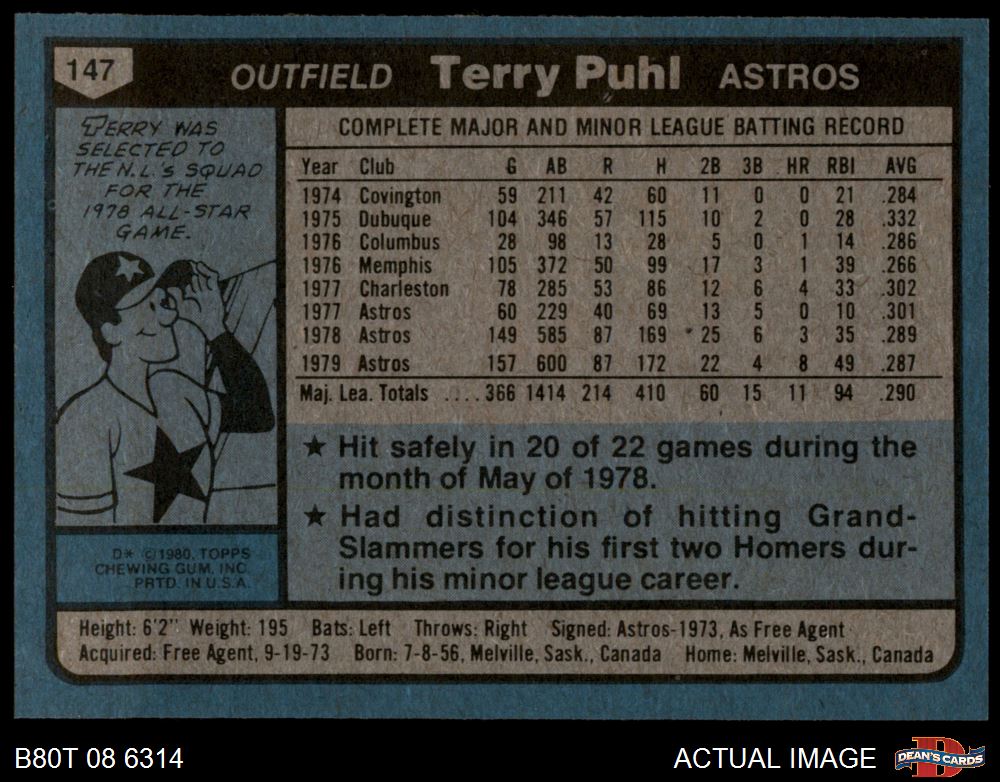 147
OUTFIELD Terry Puhl ASTROS
TERRY WAS
SELECTED TO
THE N.L.'S SQUAD
FOR THE
1978 ALL-STAR
GAME.
COMPLETE MAJOR AND MINOR LEAGUE BATTING RECORD
Year Club G AB R H 2B 3B HR RBI AVG
1974 Covington 59 211 42 60 11 0 0 21 .284
1975 Dubuque 104 346 57 115 10 2 0 28 .332
1976 Columbus 28 98 13 28 5 0 1 14 .286
1976 Memphis 105 372 50 99 17 3 1 39 .266
1977 Charleston 78 285 53 86 12 6 4 33 .302
1977 Astros 60 229 40 69 13 5 0 10 .301
1978 Astros 149 585 87 169 25 6 3 35 .289
1979 Astros 157 600 87 172 22 4 8 49 .287
Maj. Lea. Totals ....366 1414 214 410 60 15 11 94 .290
★ Hit safely in 20 of 22 games during the
month of May of 1978.
★ Had distinction of hitting Grand-
Slammers for his first two Homers dur-
ing his minor league career.
D* ©1980, TOPPS
CHEWING GUM, INC.
PRTD. IN U.S.A.
Height: 6'2" Weight: 195 Bats: Left Throws: Right Signed: Astros-1973, As Free Agent
Acquired: Free Agent, 9-19-73 Born: 7-8-56, Melville, Sask., Canada Home: Melville, Sask., Canada
B80T 08 6314
ACTUAL IMAGE
D
DEAN'S CARDS